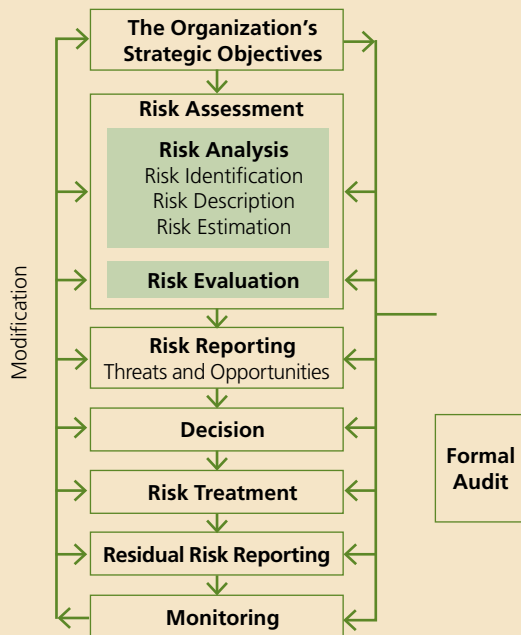 The Organization’s
Strategic Objectives
Risk Assessment
Risk Analysis
Risk Identification
Risk Description
Risk Estimation
Risk Evaluation
Modification
Risk Reporting
Threats and Opportunities
Decision
Formal
Audit
Risk Treatment
Residual Risk Reporting
Monitoring